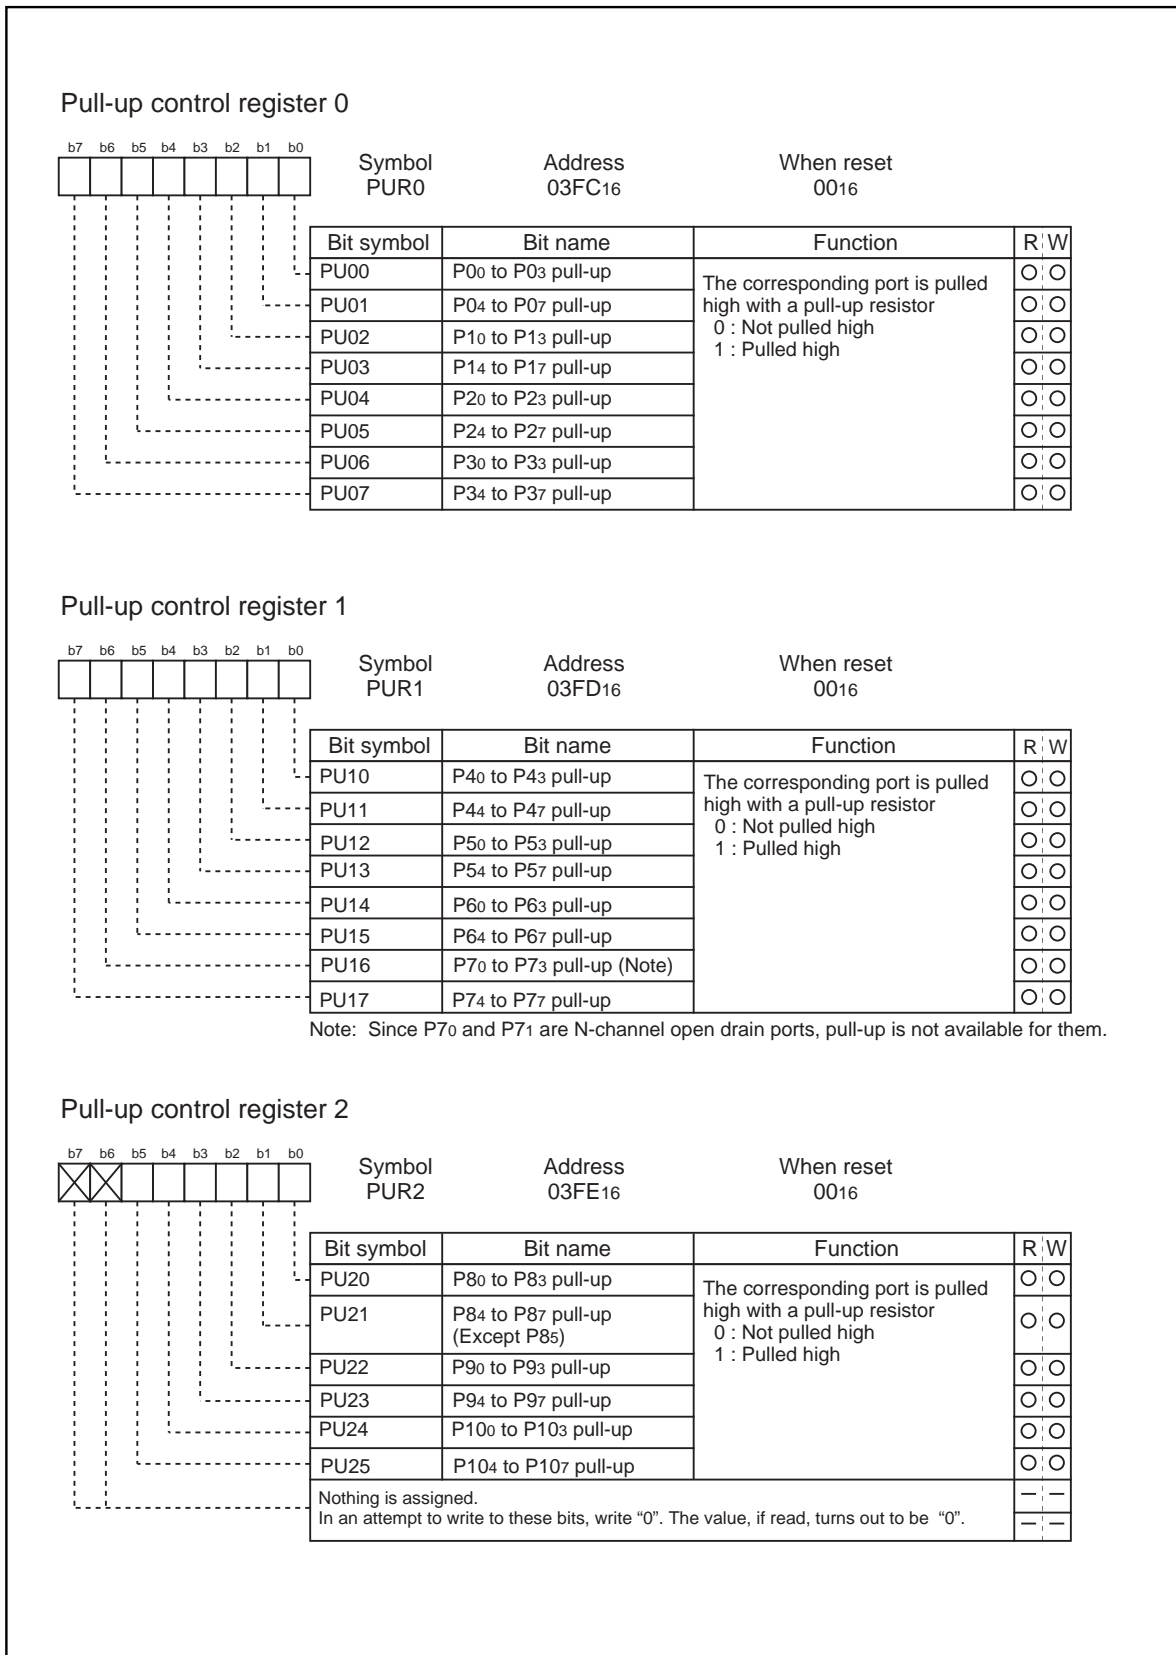 Pull-up control register 0
b7 b6 b5 b4 b3 b2 b1 b0
Symbol Address When reset
PUR0 03FC16 0016
Bit symbol Bit name Function R W
PU00 P00 to P03 pull-up The corresponding port is pulled
PU01 P04 to P07 pull-up high with a pull-up resistor
PU02 P10 to P13 pull-up 0 : Not pulled high
PU03 P14 to P17 pull-up 1 : Pulled high
PU04 P20 to P23 pull-up
PU05 P24 to P27 pull-up
PU06 P30 to P33 pull-up
PU07 P34 to P37 pull-up
Pull-up control register 1
b7 b6 b5 b4 b3 b2 b1 b0
Symbol Address When reset
PUR1 03FD16 0016
Bit symbol Bit name Function R W
PU10 P40 to P43 pull-up The corresponding port is pulled
PU11 P44 to P47 pull-up high with a pull-up resistor
PU12 P50 to P53 pull-up 0 : Not pulled high
PU13 P54 to P57 pull-up 1 : Pulled high
PU14 P60 to P63 pull-up
PU15 P64 to P67 pull-up
PU16 P70 to P73 pull-up (Note)
PU17 P74 to P77 pull-up
Note: Since P70 and P71 are N-channel open drain ports, pull-up is not available for them.
Pull-up control register 2
b7 b6 b5 b4 b3 b2 b1 b0
Symbol Address When reset
PUR2 03FE16 0016
Bit symbol Bit name Function R W
PU20 P80 to P83 pull-up The corresponding port is pulled
PU21 P84 to P87 pull-up high with a pull-up resistor
(Except P85) 0 : Not pulled high
PU22 P90 to P93 pull-up 1 : Pulled high
PU23 P94 to P97 pull-up
PU24 P100 to P103 pull-up
PU25 P104 to P107 pull-up
Nothing is assigned.
In an attempt to write to these bits, write “0”. The value, if read, turns out to be “0”.